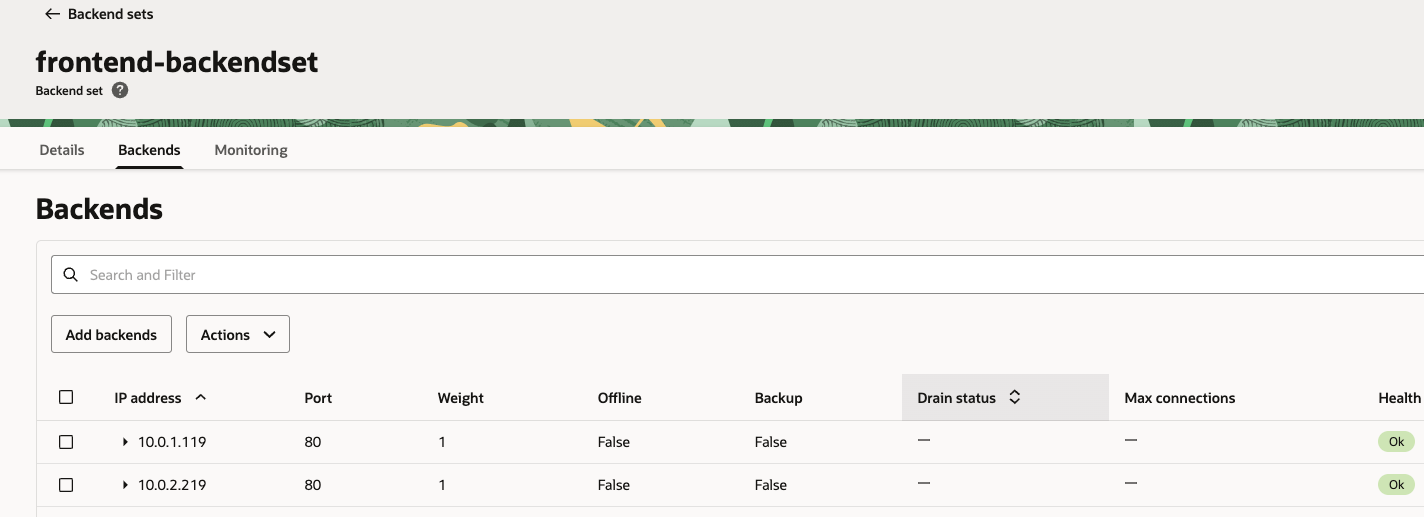 Backend sets
frontend-backendset
Backend set ?
Details Backends Monitoring
Backends
Search and Filter
Add backends Actions
IP address Port Weight Offline Backup Drain status Max connections Health
10.0.1.119 80 1 False False — — Ok
10.0.2.219 80 1 False False — — Ok